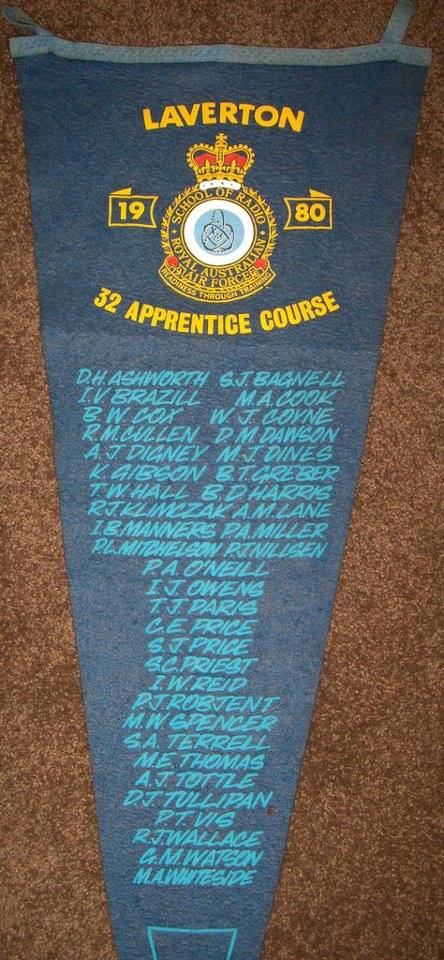 LAVERTON
19 80
SCHOOL OF RADIO
ROYAL AUSTRALIAN
AIR FORCE
READINESS THROUGH TRAINING
32 APPRENTICE COURSE
D.H. ASHWORTH S.J. BAGNELL
I.V BRAZILL M.A COOK
B.W. COX W.J. COYNE
R.M. CULLEN D.M DAWSON
A.J DIGNEY M.J DINES
K. GIBSON B.T. GREBER
T.W. HALL B.D. HARRIS
R.J KLIMCZAK A.M. LANE
I.B MANNERS P.A. MILLER
P.L. MITCHELSON P.J. NILLSEN
P.A O'NEILL
I.J OWENS
T.J PARIS
C.E. PRICE
S.J. PRICE
S.C. PRIEST
I.W. REID
P.J. ROBJENT
M.W SPENCER
S.A. TERRELL
M.E. THOMAS
A.J TOTTLE
D.J. TULLIPAN
P.T. VIS
R.J. WALLACE
G.M. WATSON
M.A. WHITESIDE